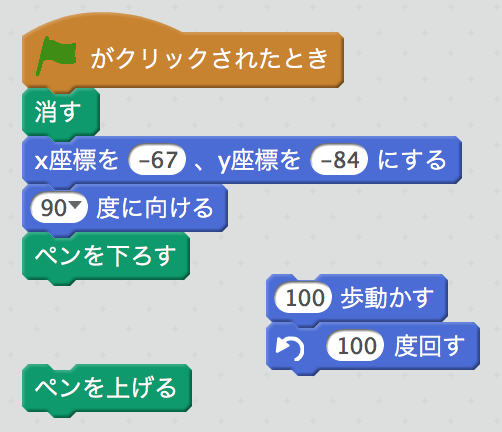 がクリックされたとき
消す
x座標を -67 、y座標を -84 にする
90 度に向ける
ペンを下ろす
100 歩動かす
100 度回す
ペンを上げる